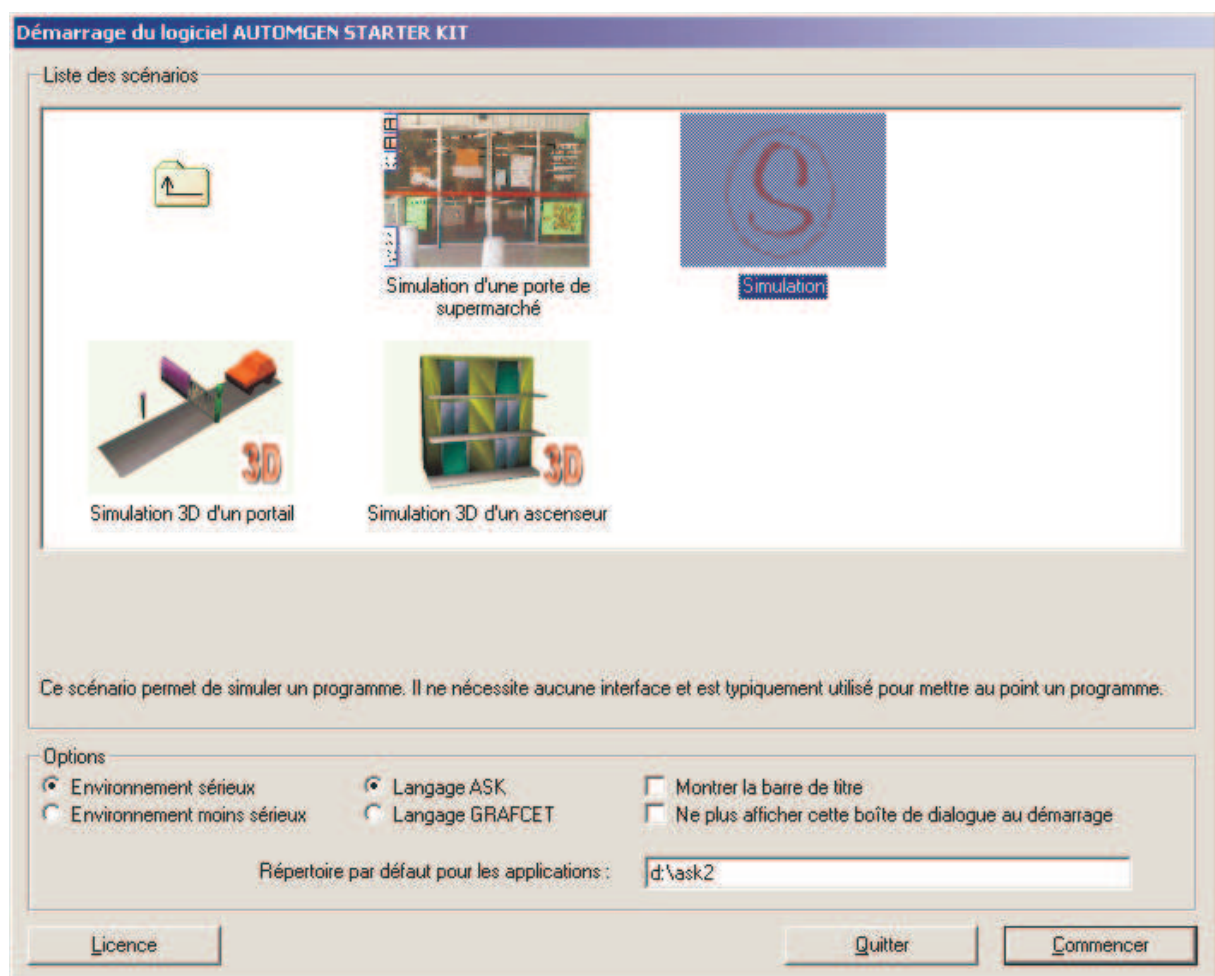 Démarrage du logiciel AUTOMGEN STARTER KIT
Liste des scénarios
Simulation d'une porte de
supermarché
S
Simulation
3D
3D
Simulation 3D d'un portail
Simulation 3D d'un ascenseur
Ce scénario permet de simuler un programme. Il ne nécessite aucune interface et est typiquement utilisé pour mettre au point un programme.
Options
Environnement sérieux
Langage ASK
Montrer la barre de titre
Environnement moins sérieux
Langage GRAFCET
Ne plus afficher cette boîte de dialogue au démarrage
Répertoire par défaut pour les applications :
d:\ask2
Licence
Quitter
Commencer